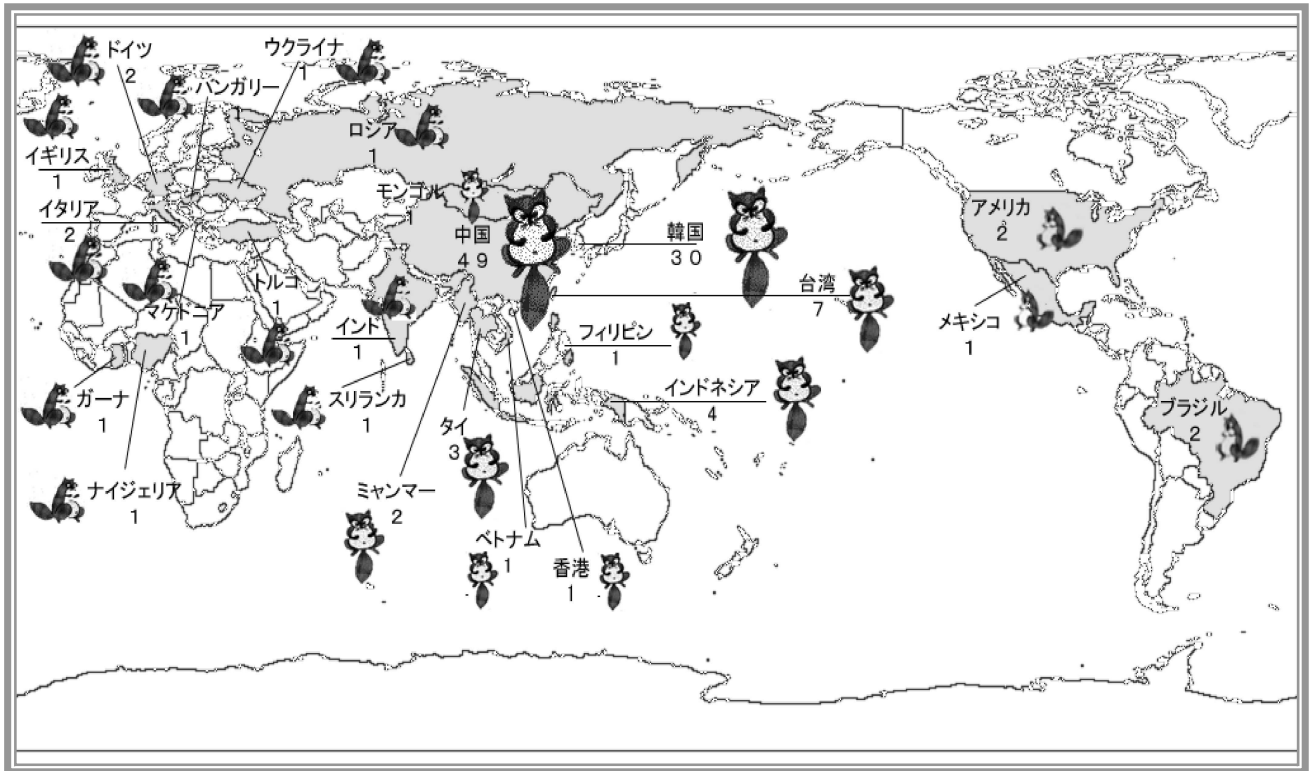 ドイツ
2
ウクライナ
1
ハンガリー
ロシア
1
イギリス
1
イタリア
2
モンゴル
1
中国
49
韓国
30
アメリカ
2
台湾
7
トルコ
1
マケドニア
1
インド
1
フィリピン
1
メキシコ
1
ガーナ
1
スリランカ
1
インドネシア
4
ブラジル
2
タイ
3
ナイジェリア
1
ミャンマー
2
ベトナム
1
香港
1